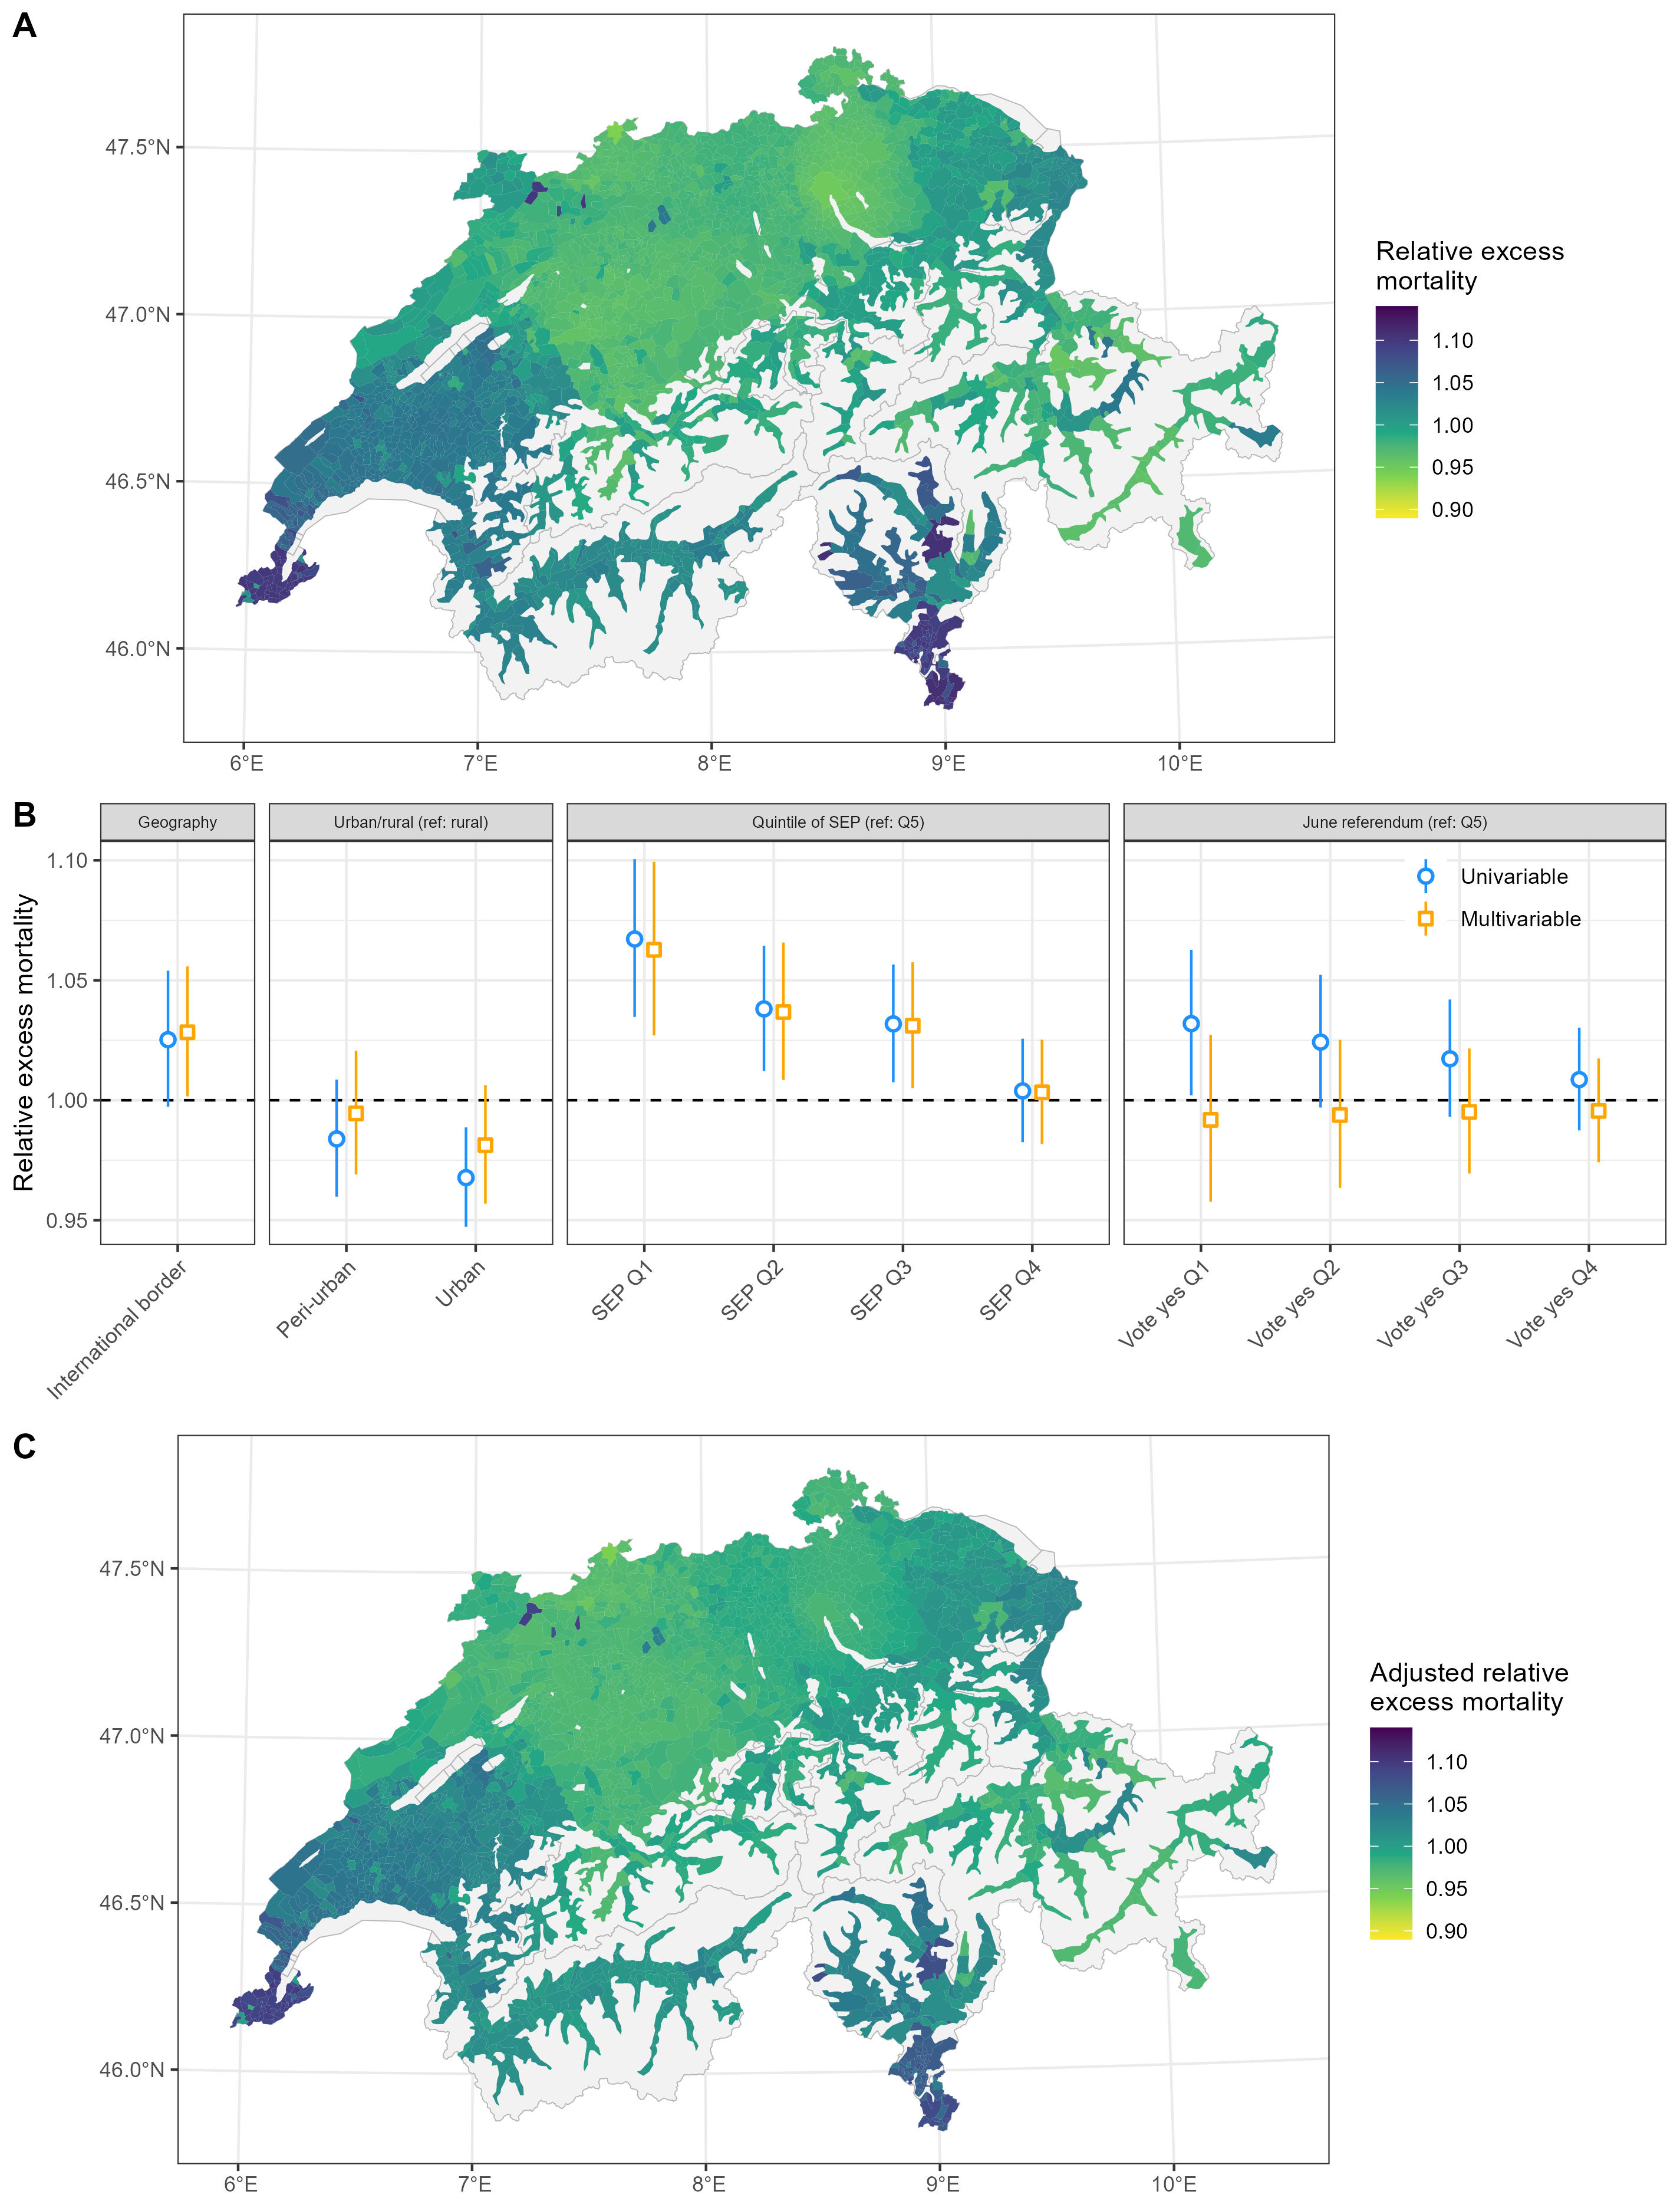 A
47.5°N
47.0°N
46.5°N
46.0°N
6°E
7°E
8°E
9°E
10°E
Relative excess
mortality
1.10
1.05
1.00
0.95
0.90
B
Geography
Urban/rural (ref: rural)
Quintile of SEP (ref: Q5)
June referendum (ref: Q5)
Relative excess mortality
1.10
1.05
1.00
0.95
Univariable
Multivariable
International border
Peri-urban
Urban
SEP Q1
SEP Q2
SEP Q3
SEP Q4
Vote yes Q1
Vote yes Q2
Vote yes Q3
Vote yes Q4
C
47.5°N
47.0°N
46.5°N
46.0°N
6°E
7°E
8°E
9°E
10°E
Adjusted relative
excess mortality
1.10
1.05
1.00
0.95
0.90